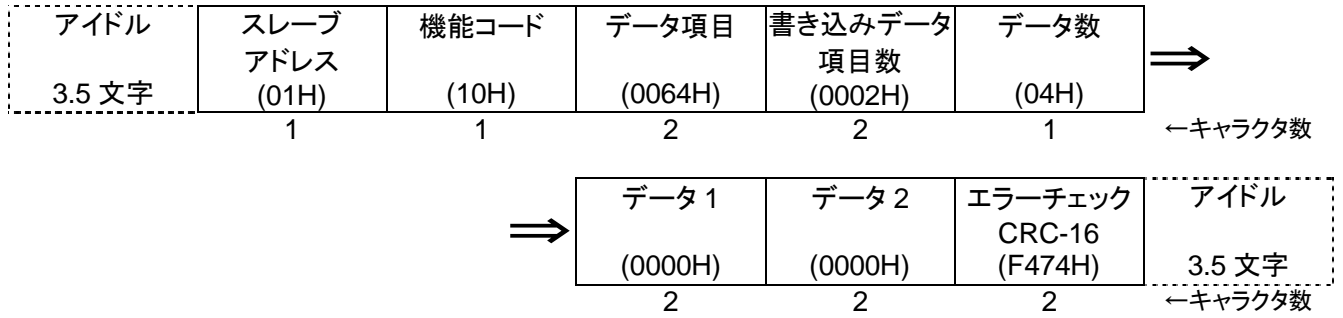 アイドル スレーブ 機能コード データ項目 書き込みデータ データ数
アドレス 項目数
3.5 文字 (01H) (10H) (0064H) (0002H) (04H) ⇒
1 1 2 2 1 ←キャラクタ数
データ 1 データ 2 エラーチェック アイドル
⇒ CRC-16
(0000H) (0000H) (F474H) 3.5 文字
2 2 2 ←キャラクタ数